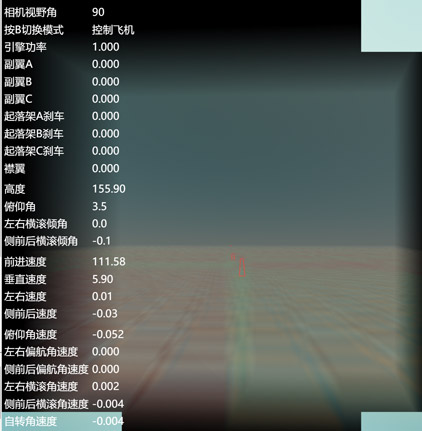 相机视野角 90
按B切换模式 控制飞机
引擎功率 1.000
副翼A 0.000
副翼B 0.000
副翼C 0.000
起落架A刹车 0.000
起落架B刹车 0.000
起落架C刹车 0.000
襟翼 0.000
高度 155.90
俯仰角 3.5
左右横滚倾角 0.0
侧前后横滚倾角 -0.1
前进速度 111.58
垂直速度 5.90
左右速度 0.01
侧前后速度 -0.03
俯仰角速度 -0.052
左右偏航角速度 0.000
侧前后偏航角速度 0.000
左右横滚角速度 0.002
侧前后横滚角速度 -0.004
自转角速度 -0.004